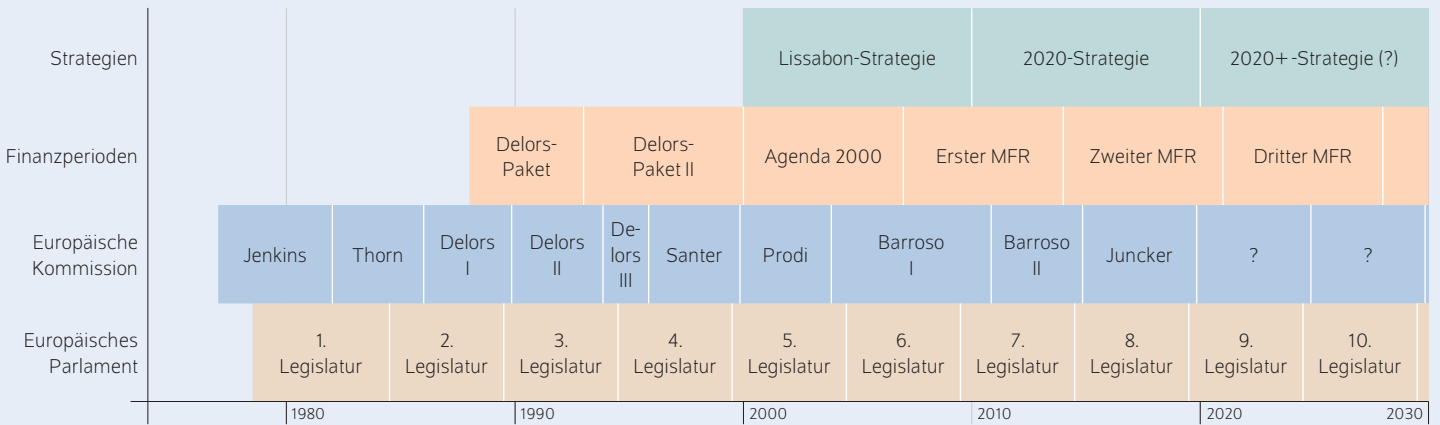 Strategien
Lissabon-Strategie
2020-Strategie
2020+-Strategie (?)
Finanzperioden
Delors-
Paket
Delors-
Paket II
Agenda 2000
Erster MFR
Zweiter MFR
Dritter MFR
Europäische
Kommission
Jenkins
Thorn
Delors
I
Delors
II
De-
lors
III
Santer
Prodi
Barroso
I
Barroso
II
Juncker
?
?
Europäisches
Parlament
1.
Legislatur
2.
Legislatur
3.
Legislatur
4.
Legislatur
5.
Legislatur
6.
Legislatur
7.
Legislatur
8.
Legislatur
9.
Legislatur
10.
Legislatur
1980
1990
2000
2010
2020
2030